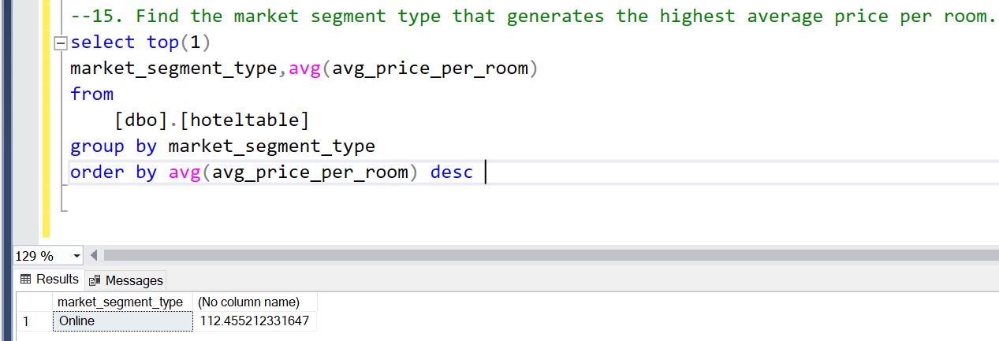 --15. Find the market segment type that generates the highest average price per room.
select top(1)
market_segment_type,avg(avg_price_per_room)
from
[dbo].[hoteltable]
group by market_segment_type
order by avg(avg_price_per_room) desc
129 %
Results Messages
market_segment_type (No column name)
1 Online 112.455212331647